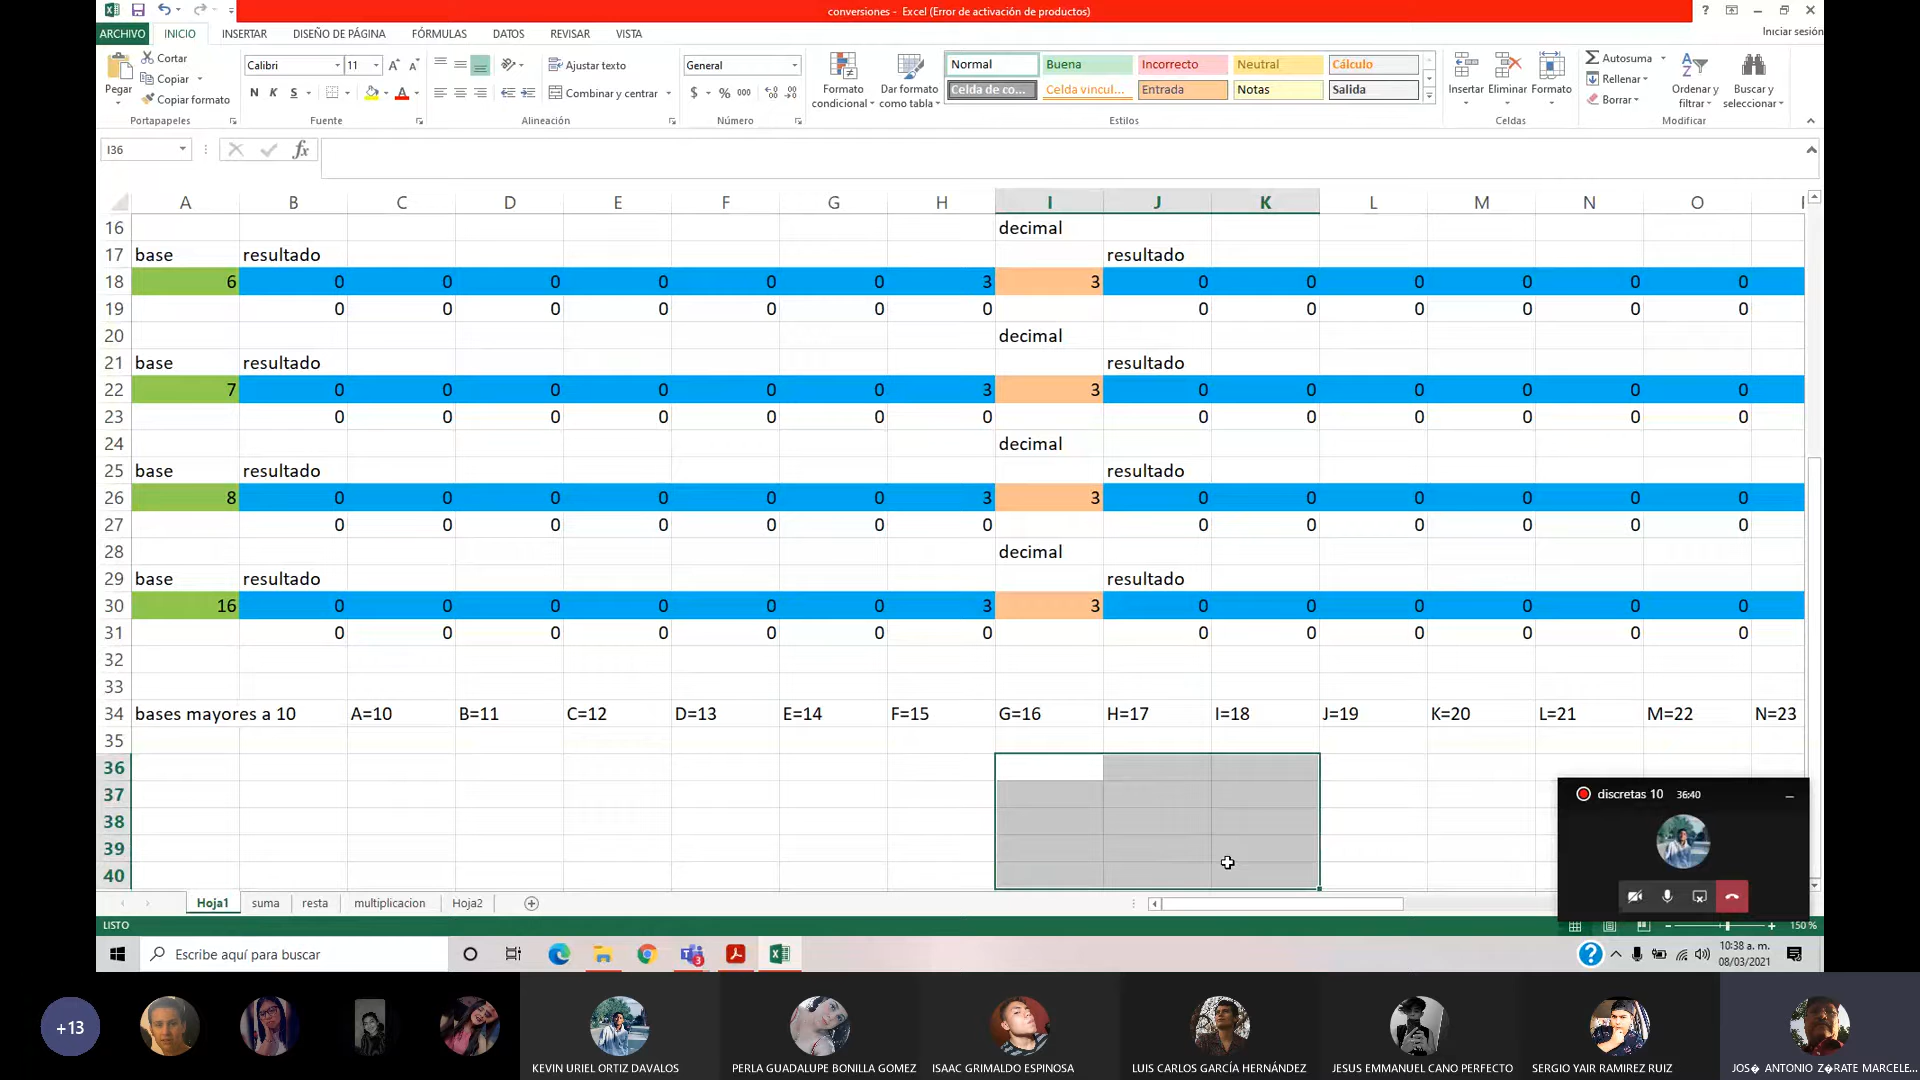 conversiones - Excel (Error de activación de productos)
?
Iniciar sesión
ARCHIVO INICIO INSERTAR DISEÑO DE PÁGINA FÓRMULAS DATOS REVISAR VISTA
Pegar
Cortar
Copiar
Copiar formato
Portapapeles
Calibri 11
N K S
Fuente
Ajustar texto
Combinar y centrar
Alineación
General
$ % 000
Número
Formato condicional
Dar formato como tabla
Normal Buena Incorrecto Neutral Cálculo
Celda de co... Celda vincul... Entrada Notas Salida
Estilos
Insertar Eliminar Formato
Celdas
Autosuma
Rellenar
Borrar
Ordenar y filtrar
Buscar y seleccionar
Modificar
I36 fx
A B C D E F G H I J K L M N O
16 decimal
17 base resultado resultado
18 6 0 0 0 0 0 0 3 3 0 0 0 0 0 0
19 0 0 0 0 0 0 0 0 0 0 0 0 0
20 decimal
21 base resultado resultado
22 7 0 0 0 0 0 0 3 3 0 0 0 0 0 0
23 0 0 0 0 0 0 0 0 0 0 0 0 0
24 decimal
25 base resultado resultado
26 8 0 0 0 0 0 0 3 3 0 0 0 0 0 0
27 0 0 0 0 0 0 0 0 0 0 0 0 0
28 decimal
29 base resultado resultado
30 16 0 0 0 0 0 0 3 3 0 0 0 0 0 0
31 0 0 0 0 0 0 0 0 0 0 0 0 0
32
33
34 bases mayores a 10 A=10 B=11 C=12 D=13 E=14 F=15 G=16 H=17 I=18 J=19 K=20 L=21 M=22 N=23
35
36
37
38
39
40
discretas 10 36:40
Hoja1 suma resta multiplicacion Hoja2
LISTO
150 %
Escribe aquí para buscar
10:38 a. m.
08/03/2021
+13
KEVIN URIEL ORTIZ DAVALOS
PERLA GUADALUPE BONILLA GOMEZ
ISAAC GRIMALDO ESPINOSA
LUIS CARLOS GARCÍA HERNÁNDEZ
JESUS EMMANUEL CANO PERFECTO
SERGIO YAIR RAMIREZ RUIZ
JOS� ANTONIO Z�RATE MARCELE...